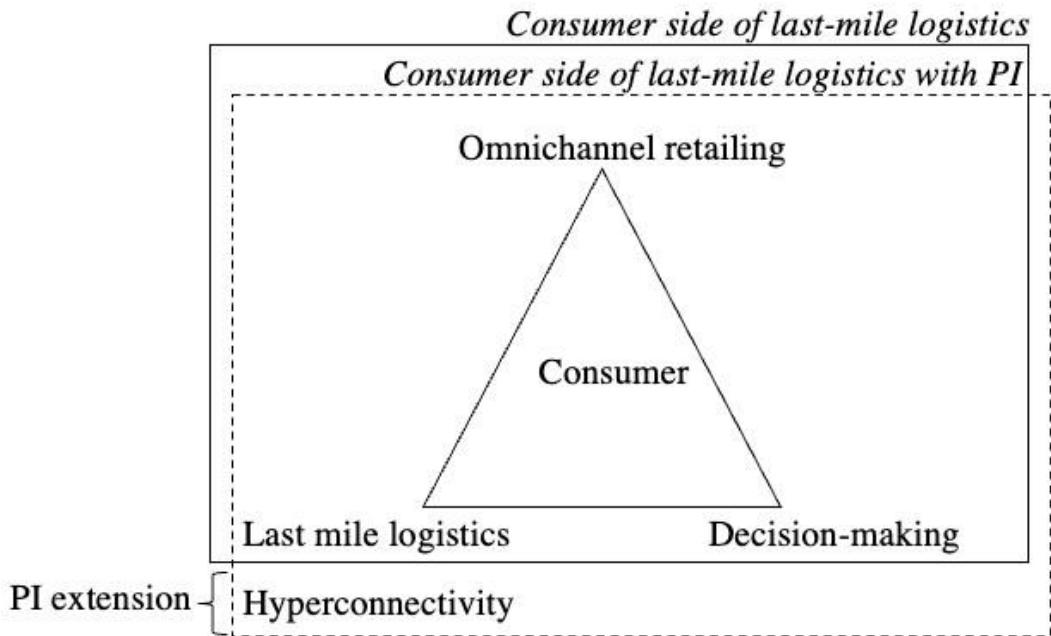 Consumer side of last-mile logistics
Consumer side of last-mile logistics with PI
Omnichannel retailing
Consumer
Last mile logistics
Decision-making
PI extension
Hyperconnectivity